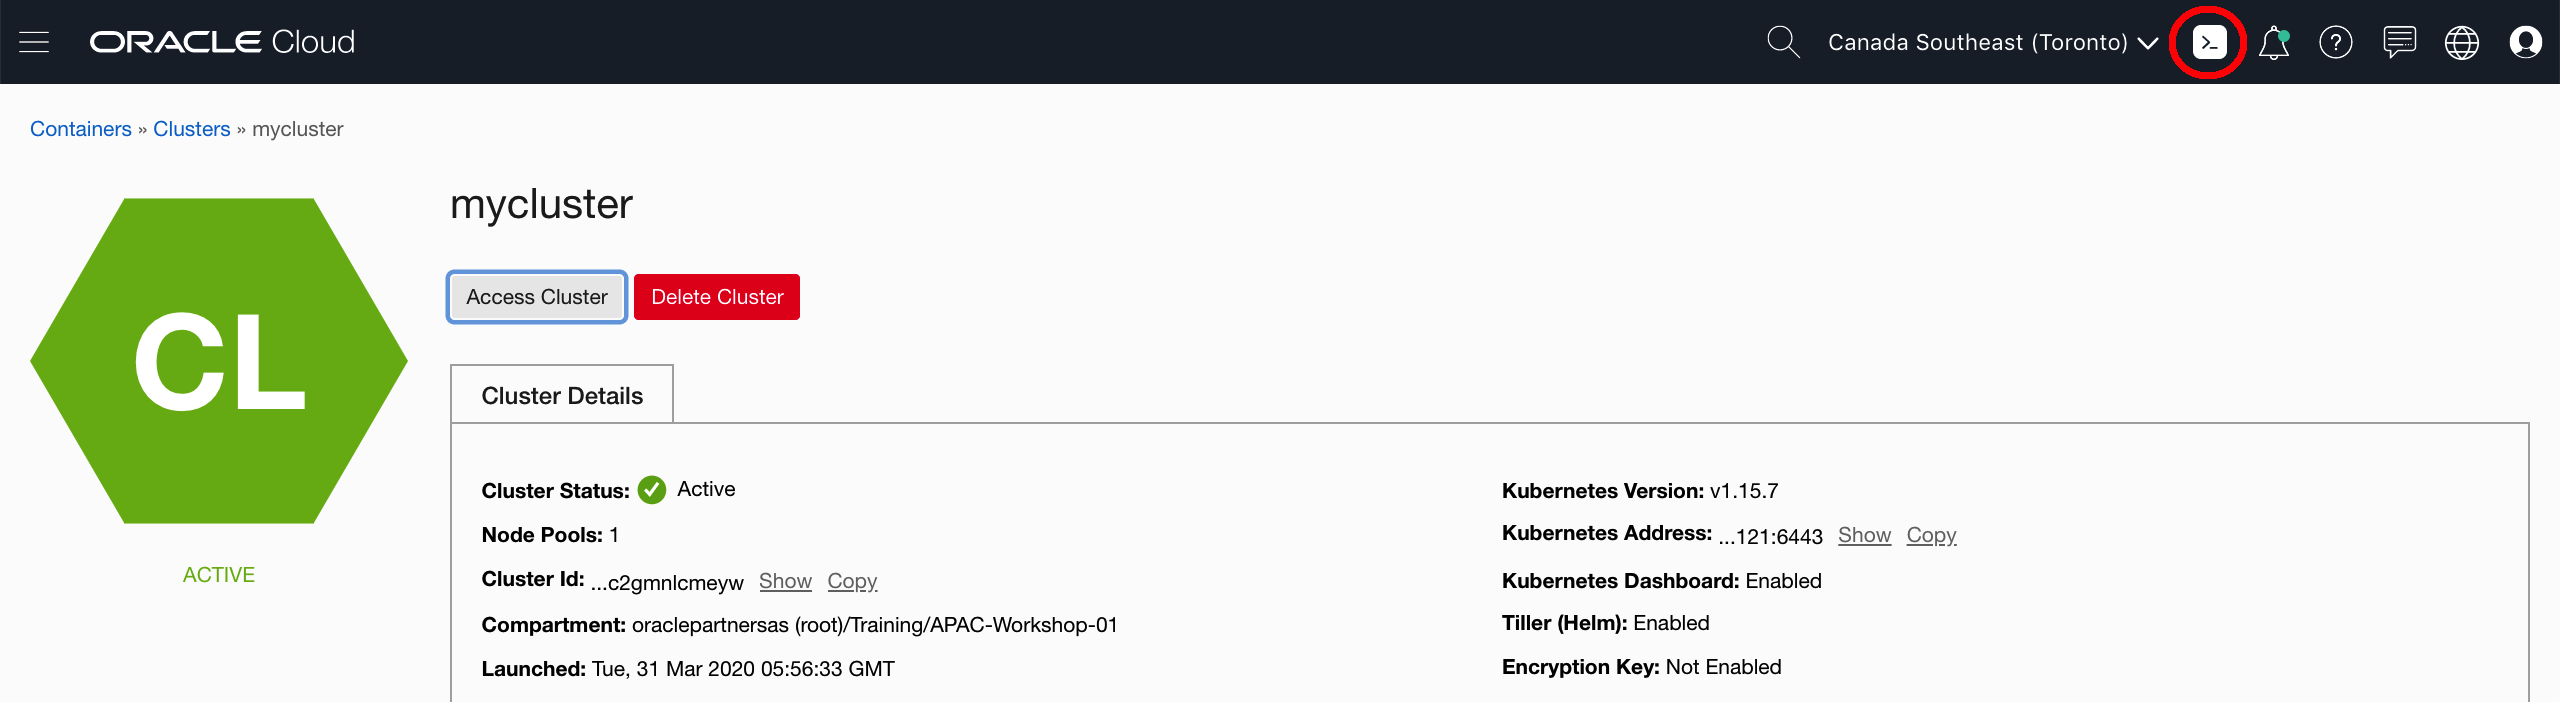 ORACLE Cloud
Canada Southeast (Toronto)
Containers » Clusters » mycluster
CL
ACTIVE
mycluster
Access Cluster
Delete Cluster
Cluster Details
Cluster Status: Active
Node Pools: 1
Cluster Id: ...c2gmnlcmeyw Show Copy
Compartment: oraclepartnersas (root)/Training/APAC-Workshop-01
Launched: Tue, 31 Mar 2020 05:56:33 GMT
Kubernetes Version: v1.15.7
Kubernetes Address: ...121:6443 Show Copy
Kubernetes Dashboard: Enabled
Tiller (Helm): Enabled
Encryption Key: Not Enabled